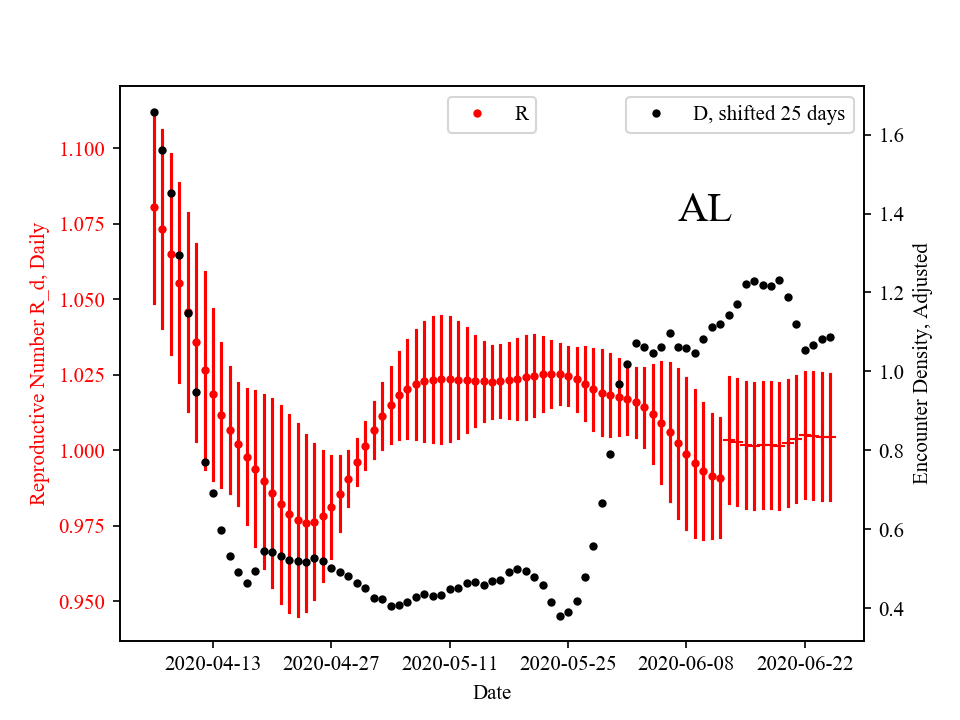 R
D, shifted 25 days
AL
Reproductive Number R_d, Daily
1.100
1.075
1.050
1.025
1.000
0.975
0.950
1.6
1.4
1.2
1.0
0.8
0.6
0.4
Encounter Density, Adjusted
2020-04-13 2020-04-27 2020-05-11 2020-05-25 2020-06-08 2020-06-22
Date